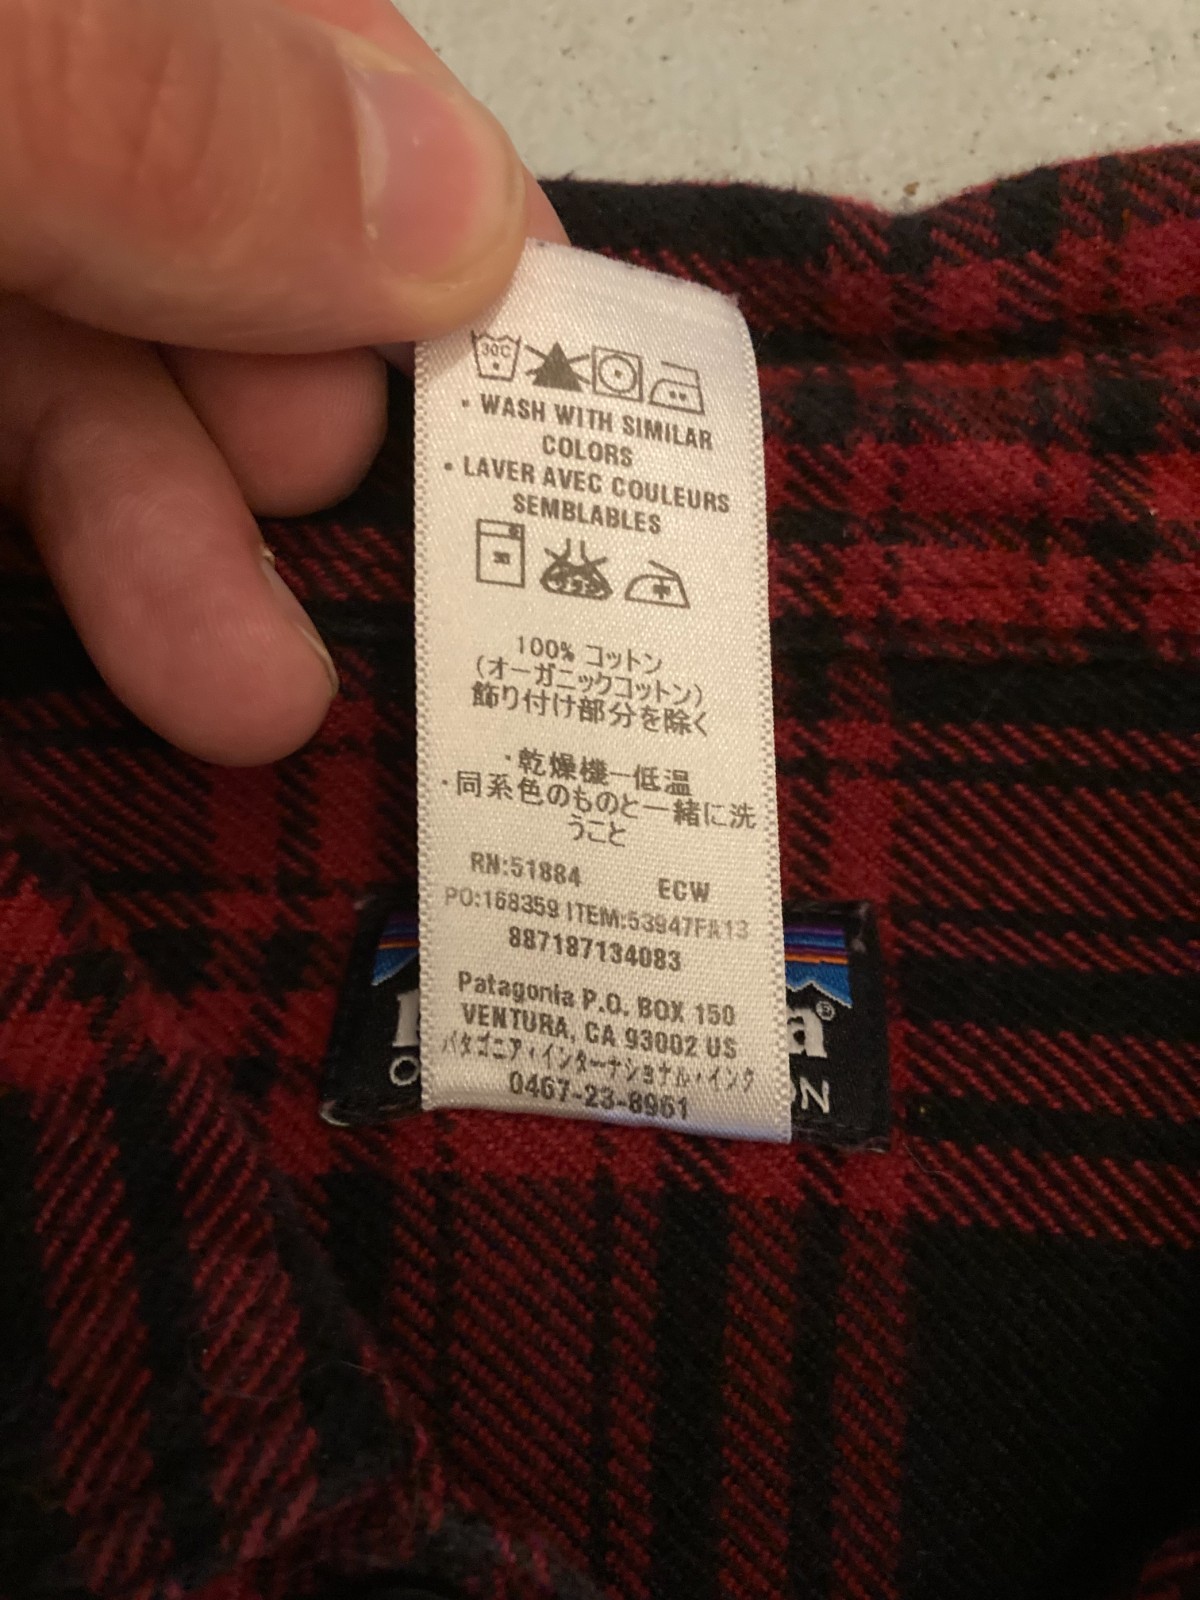 30C
• WASH WITH SIMILAR
COLORS
• LAVER AVEC COULEURS
SEMBLABLES
30
100% コットン
(オーガニックコットン)
飾り付け部分を除く
・乾燥機ー低温
・同系色のものと一緒に洗
うこと
RN:51884 ECW
PO:168359 ITEM:53947FA13
887187134083
Patagonia P.O. BOX 150
VENTURA, CA 93002 US
パタゴニア・インターナショナル・インク
0467-23-8961
a®
ON